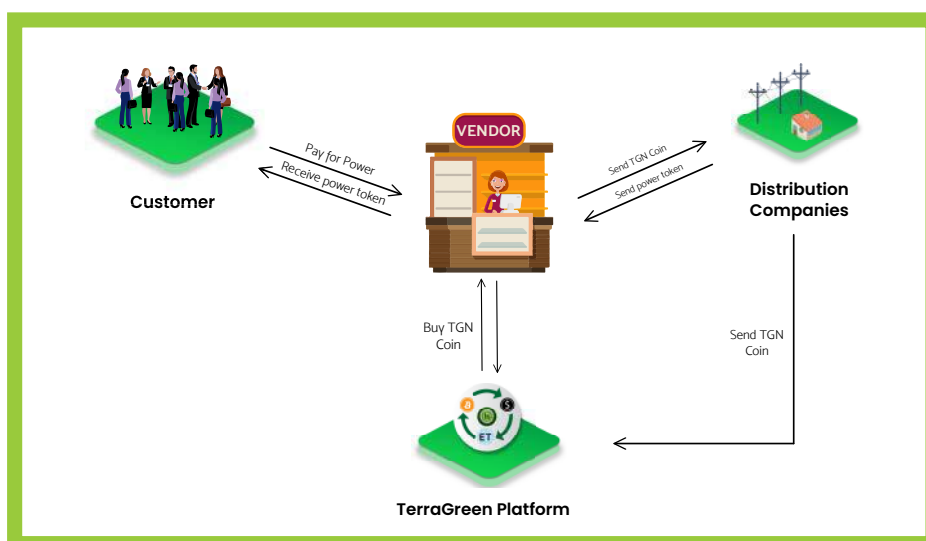 VENDOR
Pay for Power
Receive power token
Customer
Send TGN Coin
Send power token
Distribution
Companies
Buy TGN
Coin
Send TGN
Coin
ET
TerraGreen Platform